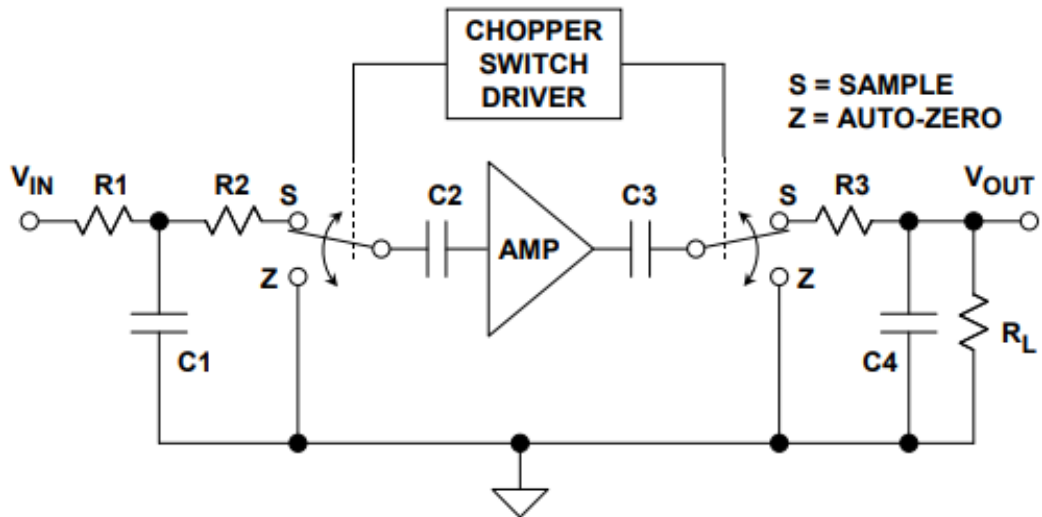 CHOPPER
SWITCH
DRIVER
S = SAMPLE
Z = AUTO-ZERO
VIN
R1
R2
S
C2
C3
S
R3
VOUT
AMP
Z
Z
C1
C4
RL